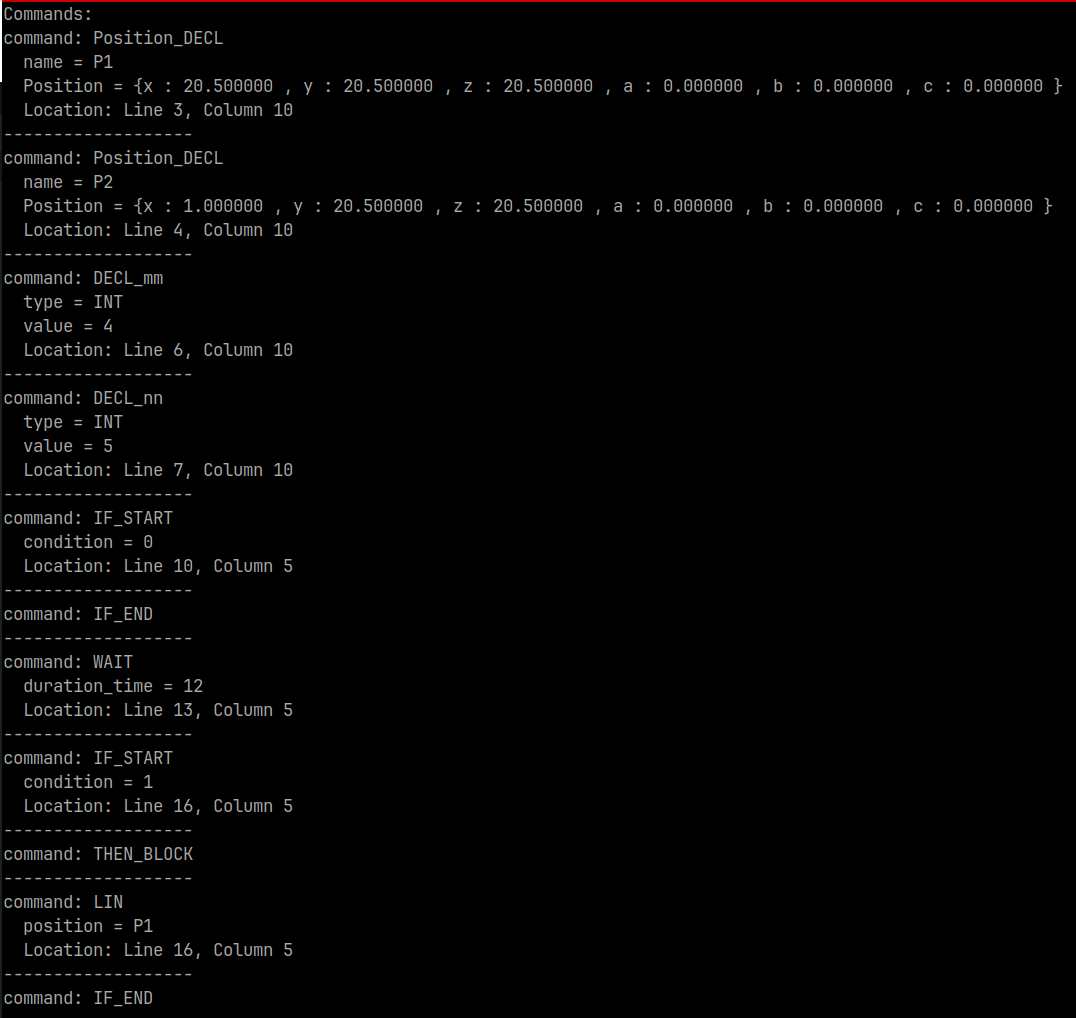 Commands:
command: Position_DECL
  name = P1
  Position = {x : 20.500000 , y : 20.500000 , z : 20.500000 , a : 0.000000 , b : 0.000000 , c : 0.000000 }
  Location: Line 3, Column 10
-------------------
command: Position_DECL
  name = P2
  Position = {x : 1.000000 , y : 20.500000 , z : 20.500000 , a : 0.000000 , b : 0.000000 , c : 0.000000 }
  Location: Line 4, Column 10
-------------------
command: DECL_mm
  type = INT
  value = 4
  Location: Line 6, Column 10
-------------------
command: DECL_nn
  type = INT
  value = 5
  Location: Line 7, Column 10
-------------------
command: IF_START
  condition = 0
  Location: Line 10, Column 5
-------------------
command: IF_END
-------------------
command: WAIT
  duration_time = 12
  Location: Line 13, Column 5
-------------------
command: IF_START
  condition = 1
  Location: Line 16, Column 5
-------------------
command: THEN_BLOCK
-------------------
command: LIN
  position = P1
  Location: Line 16, Column 5
-------------------
command: IF_END